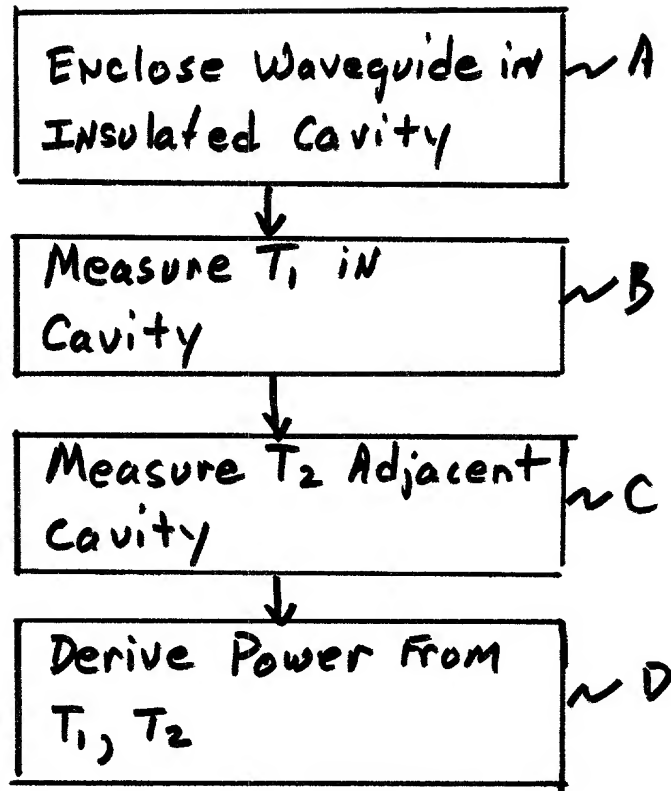 Enclose Waveguide in
Insulated Cavity
A
Measure T₁ in
Cavity
B
Measure T₂ Adjacent
Cavity
C
Derive Power From
T₁, T₂
D